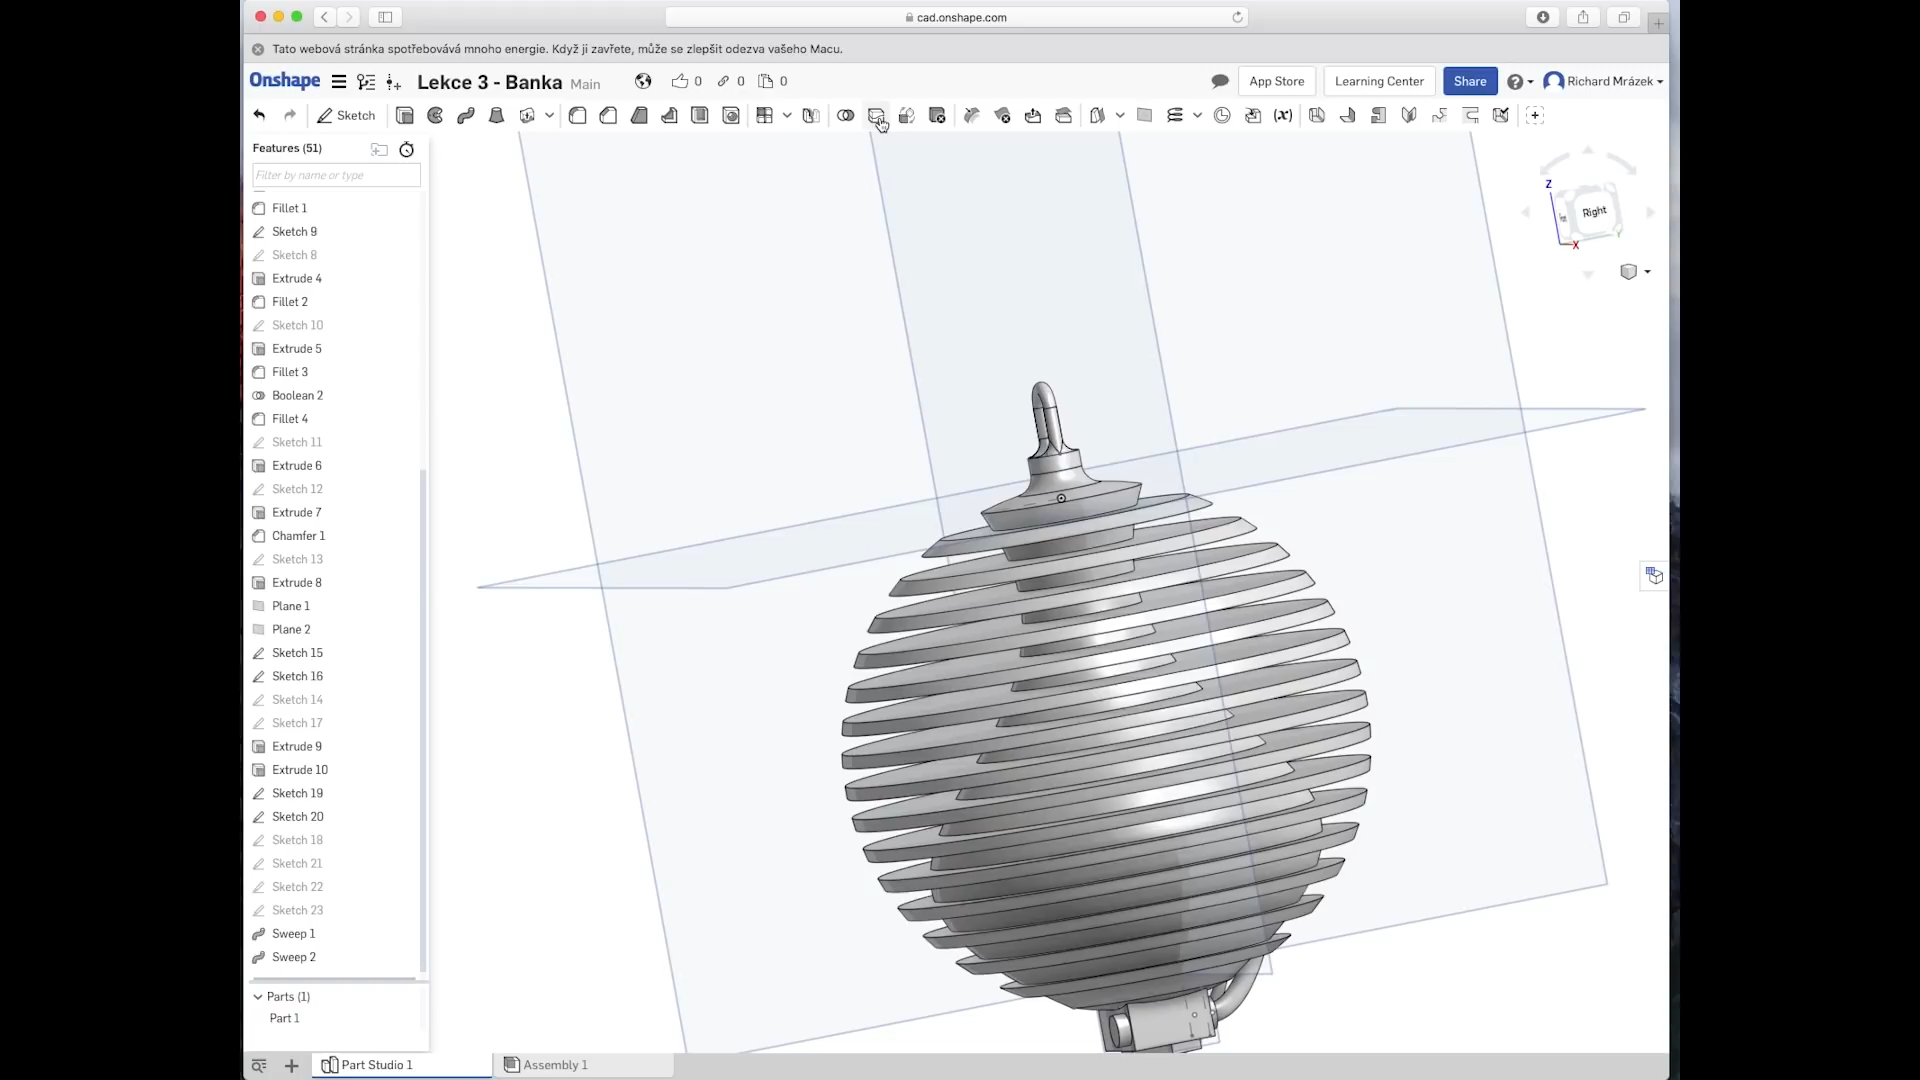 cad.onshape.com
Tato webová stránka spotřebovává mnoho energie. Když ji zavřete, může se zlepšit odezva vašeho Macu.
Onshape Lekce 3 - Banka Main 0 0 0 App Store Learning Center Share Richard Mrázek
Sketch (x)
Features (51)
Filter by name or type
Fillet 1
Sketch 9
Sketch 8
Extrude 4
Fillet 2
Sketch 10
Extrude 5
Fillet 3
Boolean 2
Fillet 4
Sketch 11
Extrude 6
Sketch 12
Extrude 7
Chamfer 1
Sketch 13
Extrude 8
Plane 1
Plane 2
Sketch 15
Sketch 16
Sketch 14
Sketch 17
Extrude 9
Extrude 10
Sketch 19
Sketch 20
Sketch 18
Sketch 21
Sketch 22
Sketch 23
Sweep 1
Sweep 2
Parts (1)
Part 1
Z
Right
X
Part Studio 1
Assembly 1